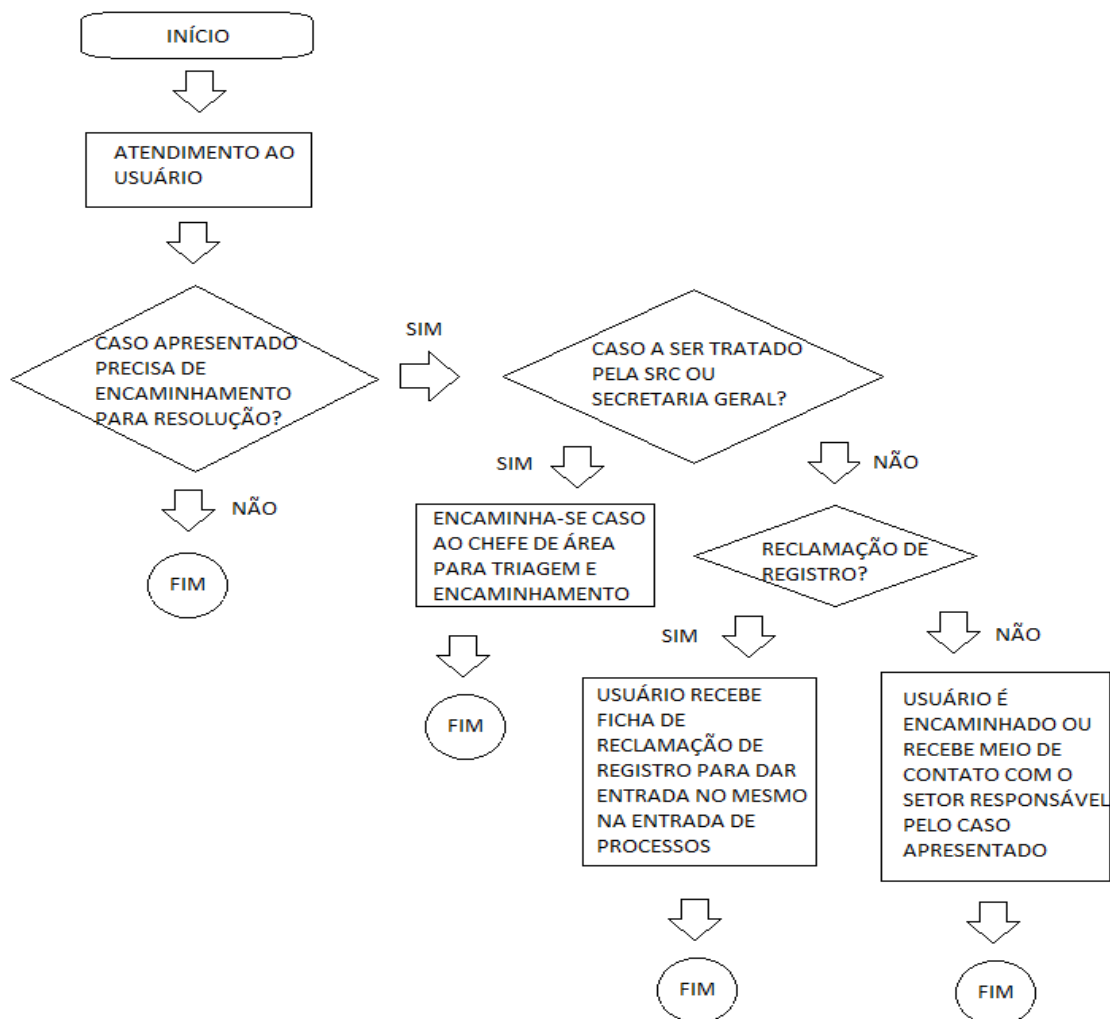 INÍCIO
ATENDIMENTO AO
USUÁRIO
CASO APRESENTADO
PRECISA DE
ENCAMINHAMENTO
PARA RESOLUÇÃO?
SIM
CASO A SER TRATADO
PELA SRC OU
SECRETARIA GERAL?
NÃO
FIM
SIM
NÃO
ENCAMINHA-SE CASO
AO CHEFE DE ÁREA
PARA TRIAGEM E
ENCAMINHAMENTO
FIM
RECLAMAÇÃO DE
REGISTRO?
SIM
NÃO
USUÁRIO RECEBE
FICHA DE
RECLAMAÇÃO DE
REGISTRO PARA DAR
ENTRADA NO MESMO
NA ENTRADA DE
PROCESSOS
USUÁRIO É
ENCAMINHADO OU
RECEBE MEIO DE
CONTATO COM O
SETOR RESPONSÁVEL
PELO CASO
APRESENTADO
FIM
FIM